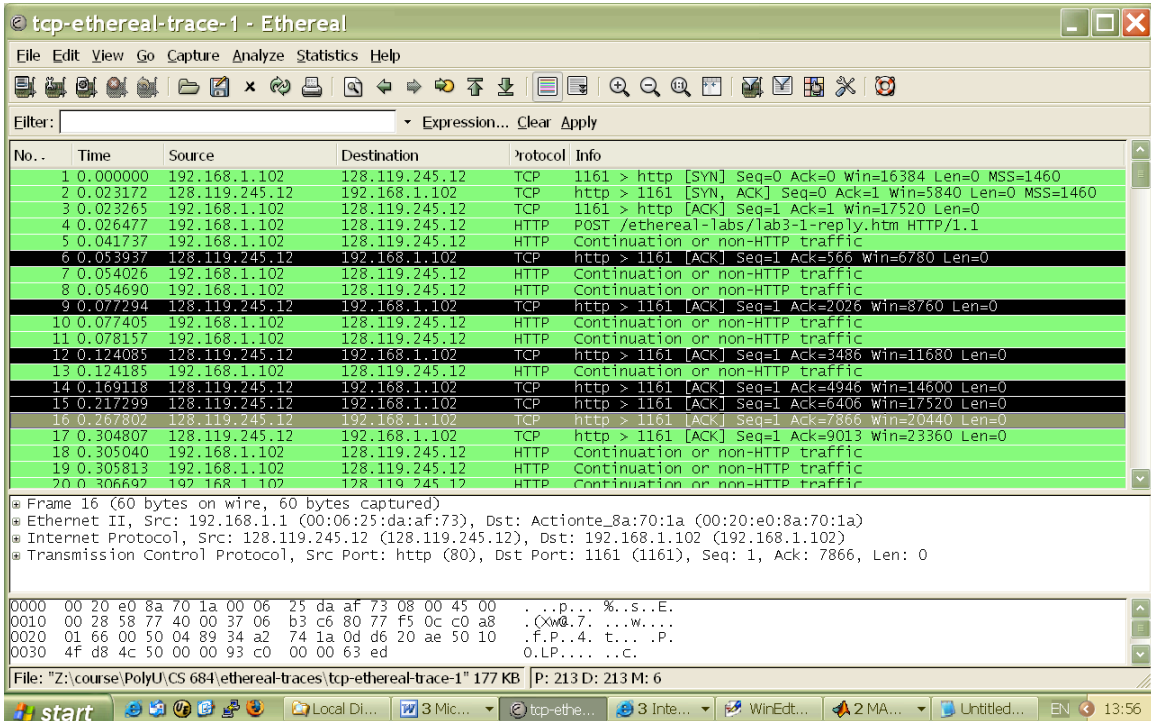 tcp-ethereal-trace-1 - Ethereal
File Edit View Go Capture Analyze Statistics Help
Filter: Expression... Clear Apply
No. . Time Source Destination Protocol Info
1 0.000000 192.168.1.102 128.119.245.12 TCP 1161 > http [SYN] Seq=0 Ack=0 Win=16384 Len=0 MSS=1460
2 0.023172 128.119.245.12 192.168.1.102 TCP http > 1161 [SYN, ACK] Seq=0 Ack=1 Win=5840 Len=0 MSS=1460
3 0.023265 192.168.1.102 128.119.245.12 TCP 1161 > http [ACK] Seq=1 Ack=1 Win=17520 Len=0
4 0.026477 192.168.1.102 128.119.245.12 HTTP POST /ethereal-labs/lab3-1-reply.htm HTTP/1.1
5 0.041737 192.168.1.102 128.119.245.12 HTTP Continuation or non-HTTP traffic
6 0.053937 128.119.245.12 192.168.1.102 TCP http > 1161 [ACK] Seq=1 Ack=566 Win=6780 Len=0
7 0.054026 192.168.1.102 128.119.245.12 HTTP Continuation or non-HTTP traffic
8 0.054690 192.168.1.102 128.119.245.12 HTTP Continuation or non-HTTP traffic
9 0.077294 128.119.245.12 192.168.1.102 TCP http > 1161 [ACK] Seq=1 Ack=2026 Win=8760 Len=0
10 0.077405 192.168.1.102 128.119.245.12 HTTP Continuation or non-HTTP traffic
11 0.078157 192.168.1.102 128.119.245.12 HTTP Continuation or non-HTTP traffic
12 0.124085 128.119.245.12 192.168.1.102 TCP http > 1161 [ACK] Seq=1 Ack=3486 Win=11680 Len=0
13 0.124185 192.168.1.102 128.119.245.12 HTTP Continuation or non-HTTP traffic
14 0.169118 128.119.245.12 192.168.1.102 TCP http > 1161 [ACK] Seq=1 Ack=4946 Win=14600 Len=0
15 0.217299 128.119.245.12 192.168.1.102 TCP http > 1161 [ACK] Seq=1 Ack=6406 Win=17520 Len=0
16 0.267802 128.119.245.12 192.168.1.102 TCP http > 1161 [ACK] Seq=1 Ack=7866 Win=20440 Len=0
17 0.304807 128.119.245.12 192.168.1.102 TCP http > 1161 [ACK] Seq=1 Ack=9013 Win=23360 Len=0
18 0.305040 192.168.1.102 128.119.245.12 HTTP Continuation or non-HTTP traffic
19 0.305813 192.168.1.102 128.119.245.12 HTTP Continuation or non-HTTP traffic
20 0.306692 192.168.1.102 128.119.245.12 HTTP Continuation or non-HTTP traffic
Frame 16 (60 bytes on wire, 60 bytes captured)
Ethernet II, Src: 192.168.1.1 (00:06:25:da:af:73), Dst: Actionte_8a:70:1a (00:20:e0:8a:70:1a)
Internet Protocol, Src: 128.119.245.12 (128.119.245.12), Dst: 192.168.1.102 (192.168.1.102)
Transmission Control Protocol, Src Port: http (80), Dst Port: 1161 (1161), Seq: 1, Ack: 7866, Len: 0
0000 00 20 e0 8a 70 1a 00 06 25 da af 73 08 00 45 00 . ..p... %..s..E.
0010 00 28 58 77 40 00 37 06 b3 c6 80 77 f5 0c c0 a8 .(Xw@.7. ...w....
0020 01 66 00 50 04 89 34 a2 74 1a 0d d6 20 ae 50 10 .f.P..4. t... .P.
0030 4f d8 4c 50 00 00 93 c0 00 00 63 ed O.LP.... ..c.
File: "Z:\course\PolyU\CS 684\ethereal-traces\tcp-ethereal-trace-1" 177 KB P: 213 D: 213 M: 6
start Local Di... 3 Mic... tcp-ethe... 3 Inte... WinEdt... 2 MA... Untitled... EN 13:56